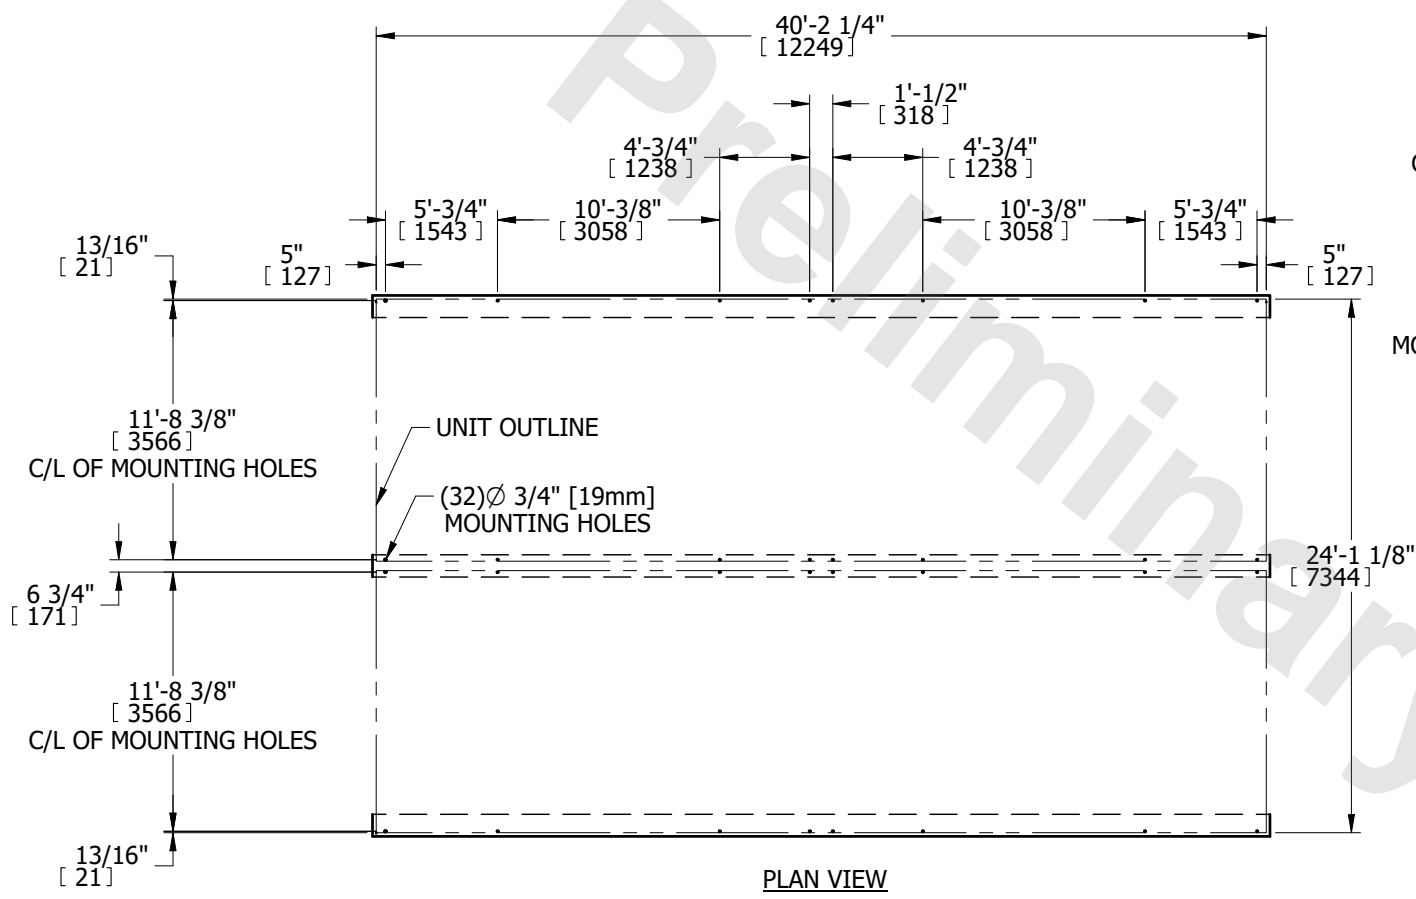 40'-2 1/4"
[ 12249]
1'-1/2"
[ 318 ]
4'-3/4"
[ 1238 ]
4'-3/4"
[ 1238 ]
5'-3/4"
[ 1543 ]
10'-3/8"
[ 3058 ]
10'-3/8"
[ 3058 ]
5'-3/4"
[ 1543 ]
13/16"
[ 21]
5"
[ 127]
5"
[ 127]
MO
11'-8 3/8"
[ 3566]
C/L OF MOUNTING HOLES
UNIT OUTLINE
(32)∅ 3/4" [19mm]
MOUNTING HOLES
24'-1 1/8"
[ 7344]
6 3/4"
[ 171]
11'-8 3/8"
[ 3566]
C/L OF MOUNTING HOLES
13/16"
[ 21]
PLAN VIEW
Preliminary